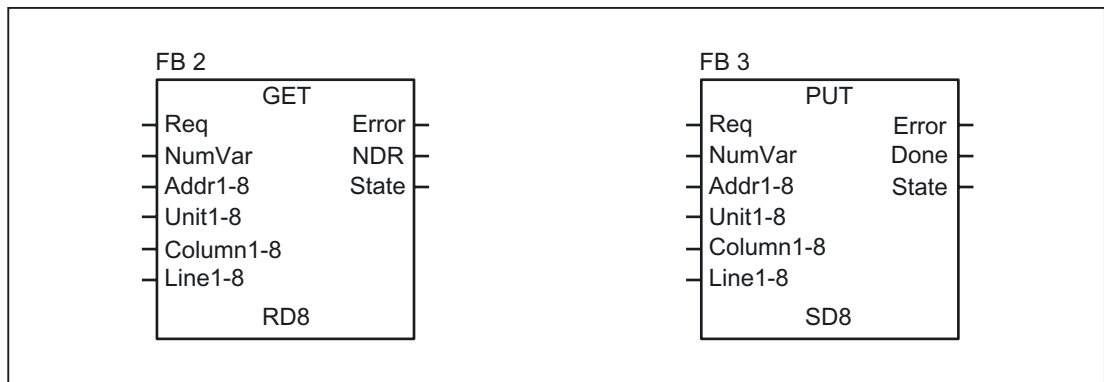 FB 2
GET
Req Error
NumVar NDR
Addr1-8 State
Unit1-8
Column1-8
Line1-8
RD8
FB 3
PUT
Req Error
NumVar Done
Addr1-8 State
Unit1-8
Column1-8
Line1-8
SD8